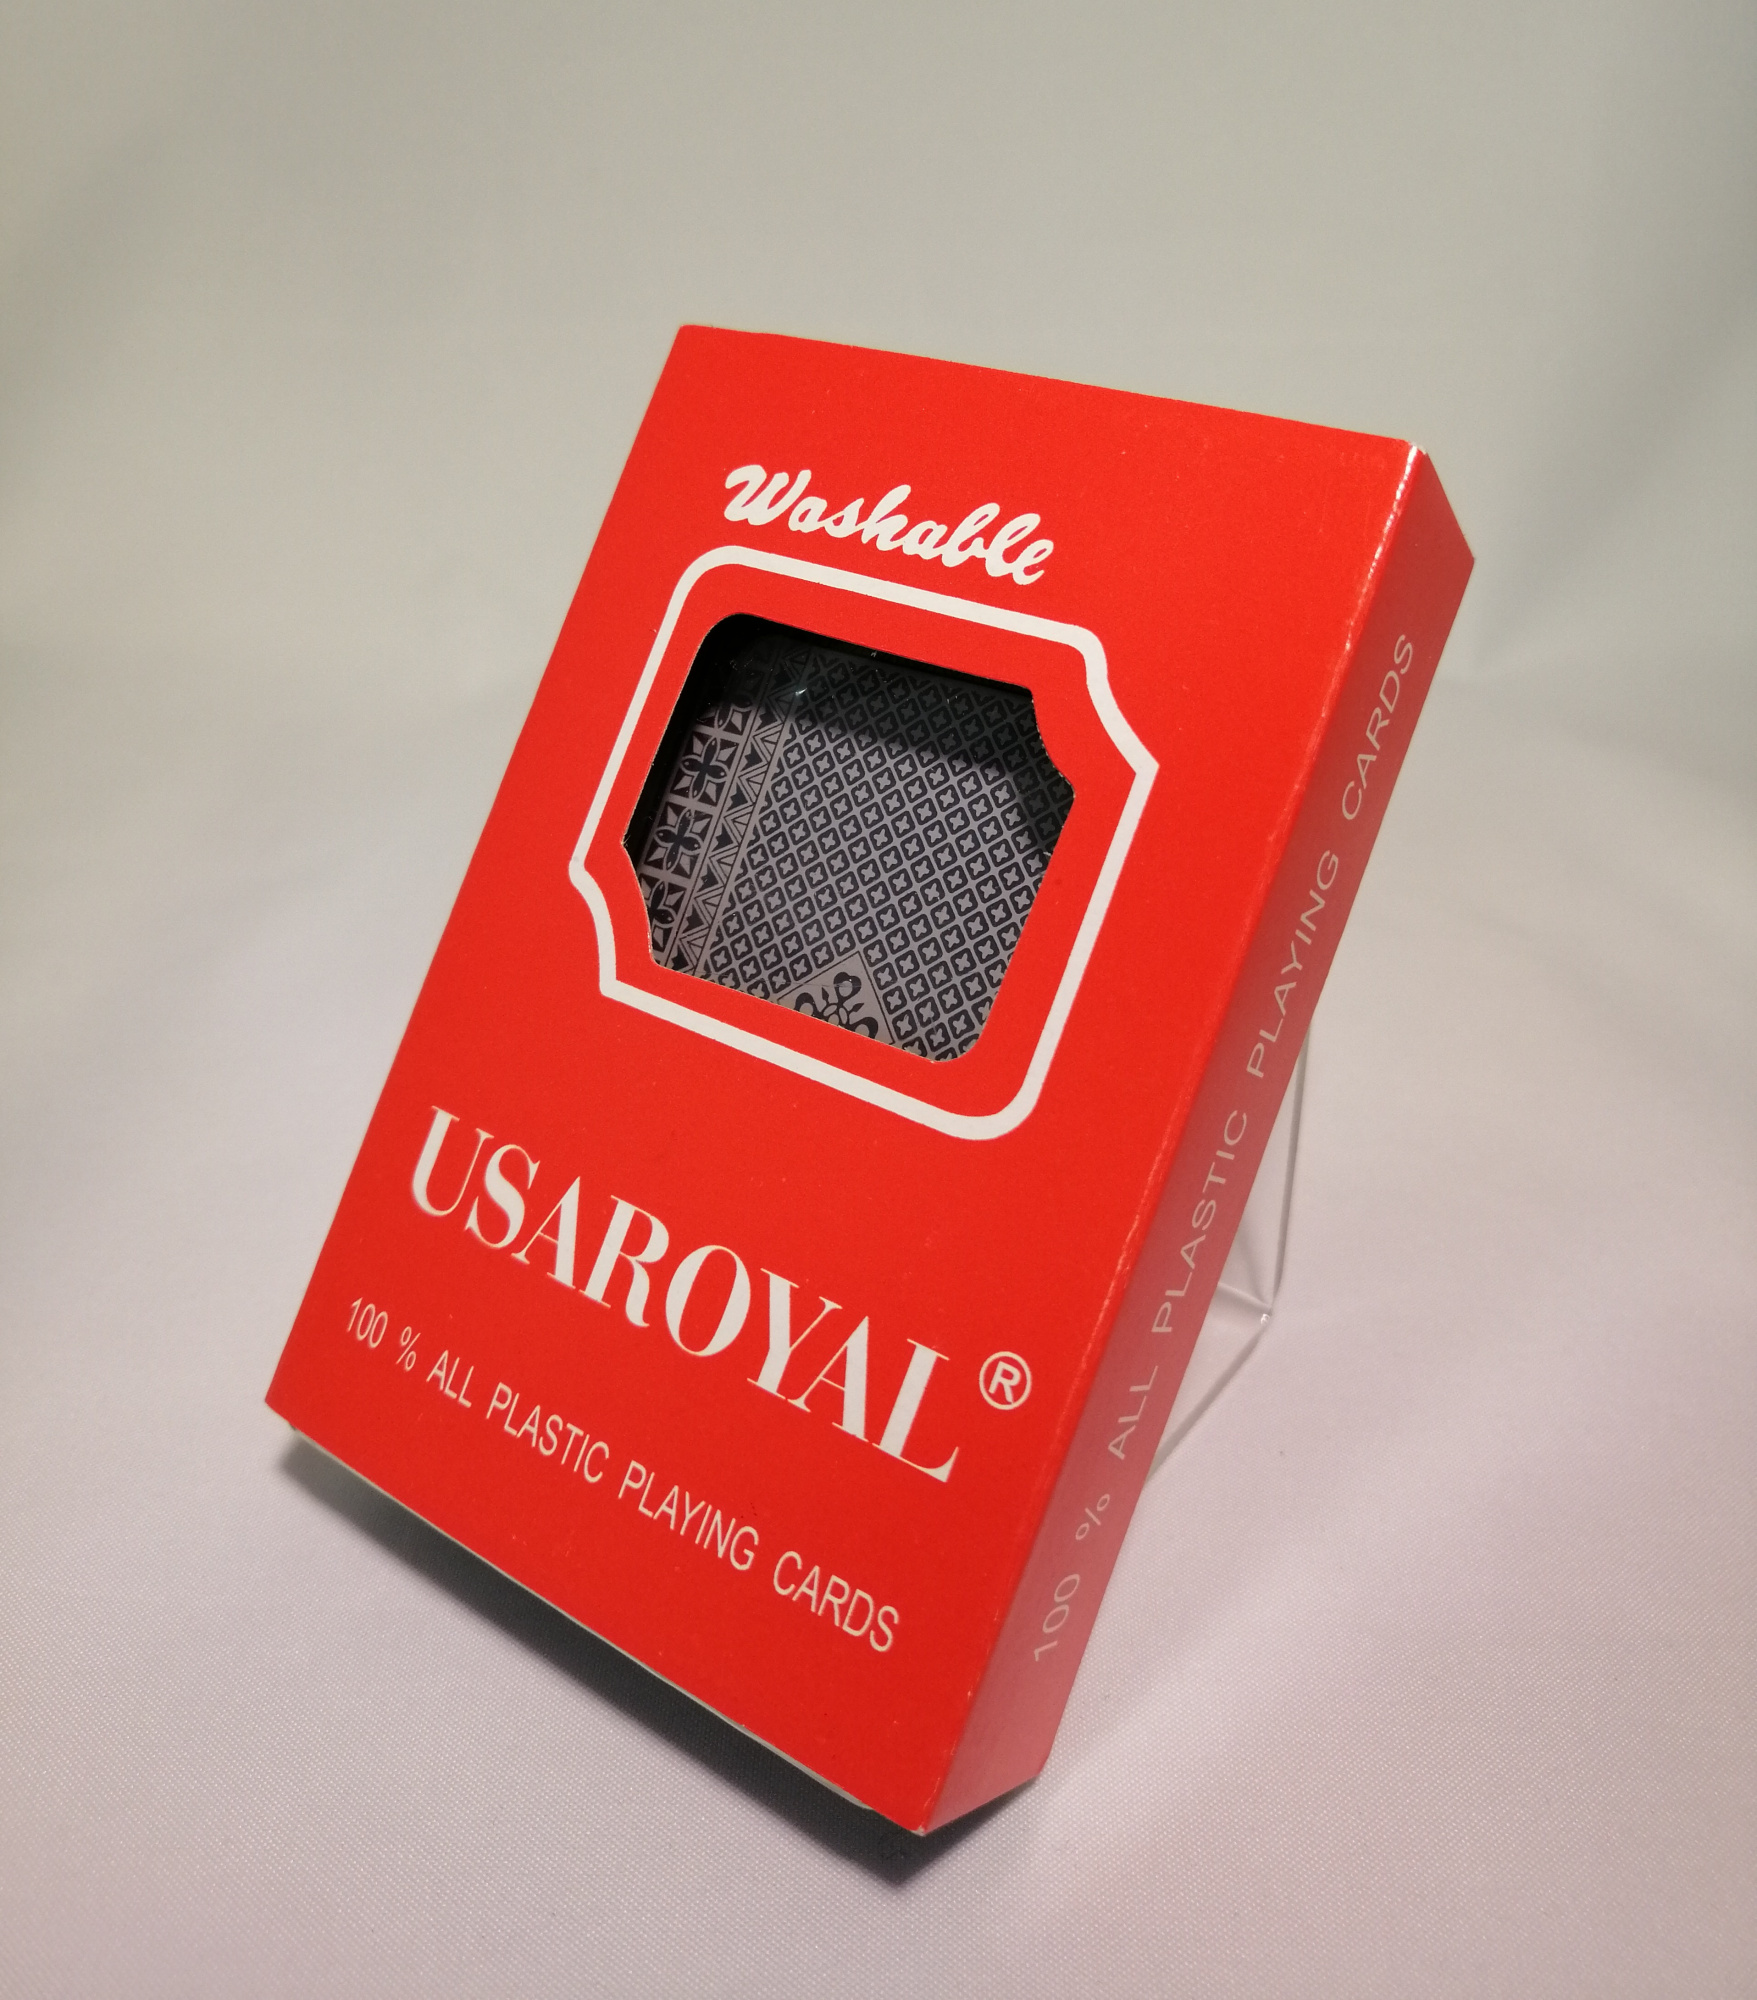 Washable
USAROYAL®
100 % ALL PLASTIC PLAYING CARDS
100 % ALL PLASTIC PLAYING CARDS